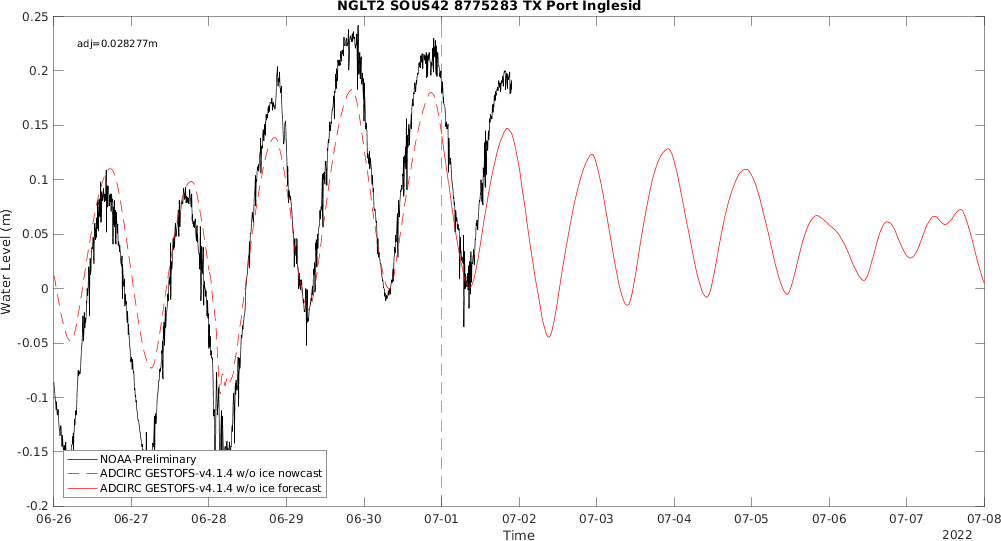 NGLT2 SOUS42 8775283 TX Port Inglesid
adj=0.028277m
0.25
0.2
0.15
0.1
0.05
0
-0.05
-0.1
-0.15
-0.2
Water Level (m)
NOAA-Preliminary
ADCIRC GESTOFS-v4.1.4 w/o ice nowcast
ADCIRC GESTOFS-v4.1.4 w/o ice forecast
06-26 06-27 06-28 06-29 06-30 07-01 07-02 07-03 07-04 07-05 07-06 07-07 07-08
Time
2022